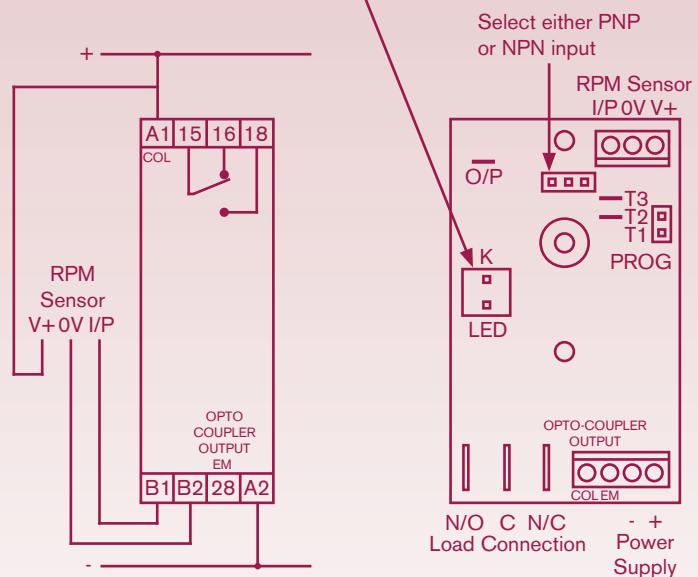 +
A1 15 16 18
COL
RPM
Sensor
V+ 0V I/P
OPTO
COUPLER
OUTPUT
EM
B1 B2 28 A2
-
Select either PNP
or NPN input
RPM Sensor
I/P 0V V+
O/P
T3
T2
T1
PROG
K
LED
OPTO-COUPLER
OUTPUT
COL EM
N/O C N/C
Load Connection
- +
Power
Supply